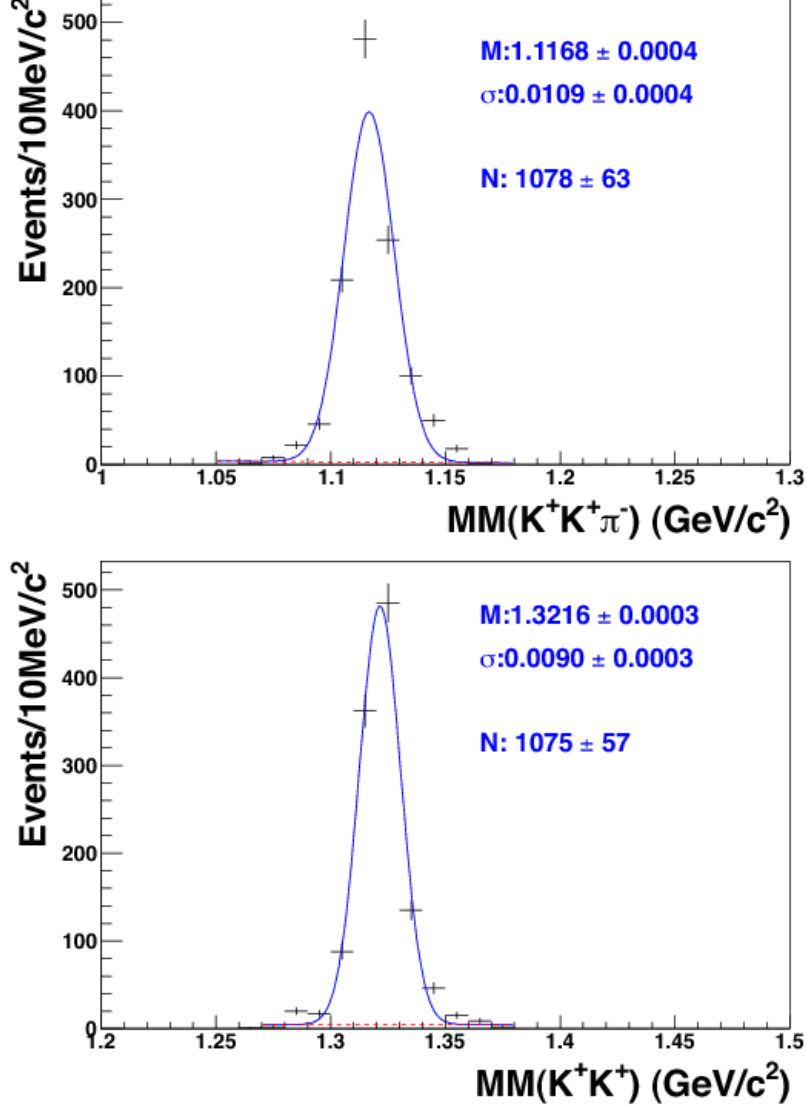 Events/10MeV/c²
500
400
300
200
100
0
M:1.1168 ± 0.0004
σ:0.0109 ± 0.0004
N: 1078 ± 63
1 1.05 1.1 1.15 1.2 1.25 1.3
MM(K⁺K⁺π⁻) (GeV/c²)
Events/10MeV/c²
500
400
300
200
100
0
M:1.3216 ± 0.0003
σ:0.0090 ± 0.0003
N: 1075 ± 57
1.2 1.25 1.3 1.35 1.4 1.45 1.5
MM(K⁺K⁺) (GeV/c²)